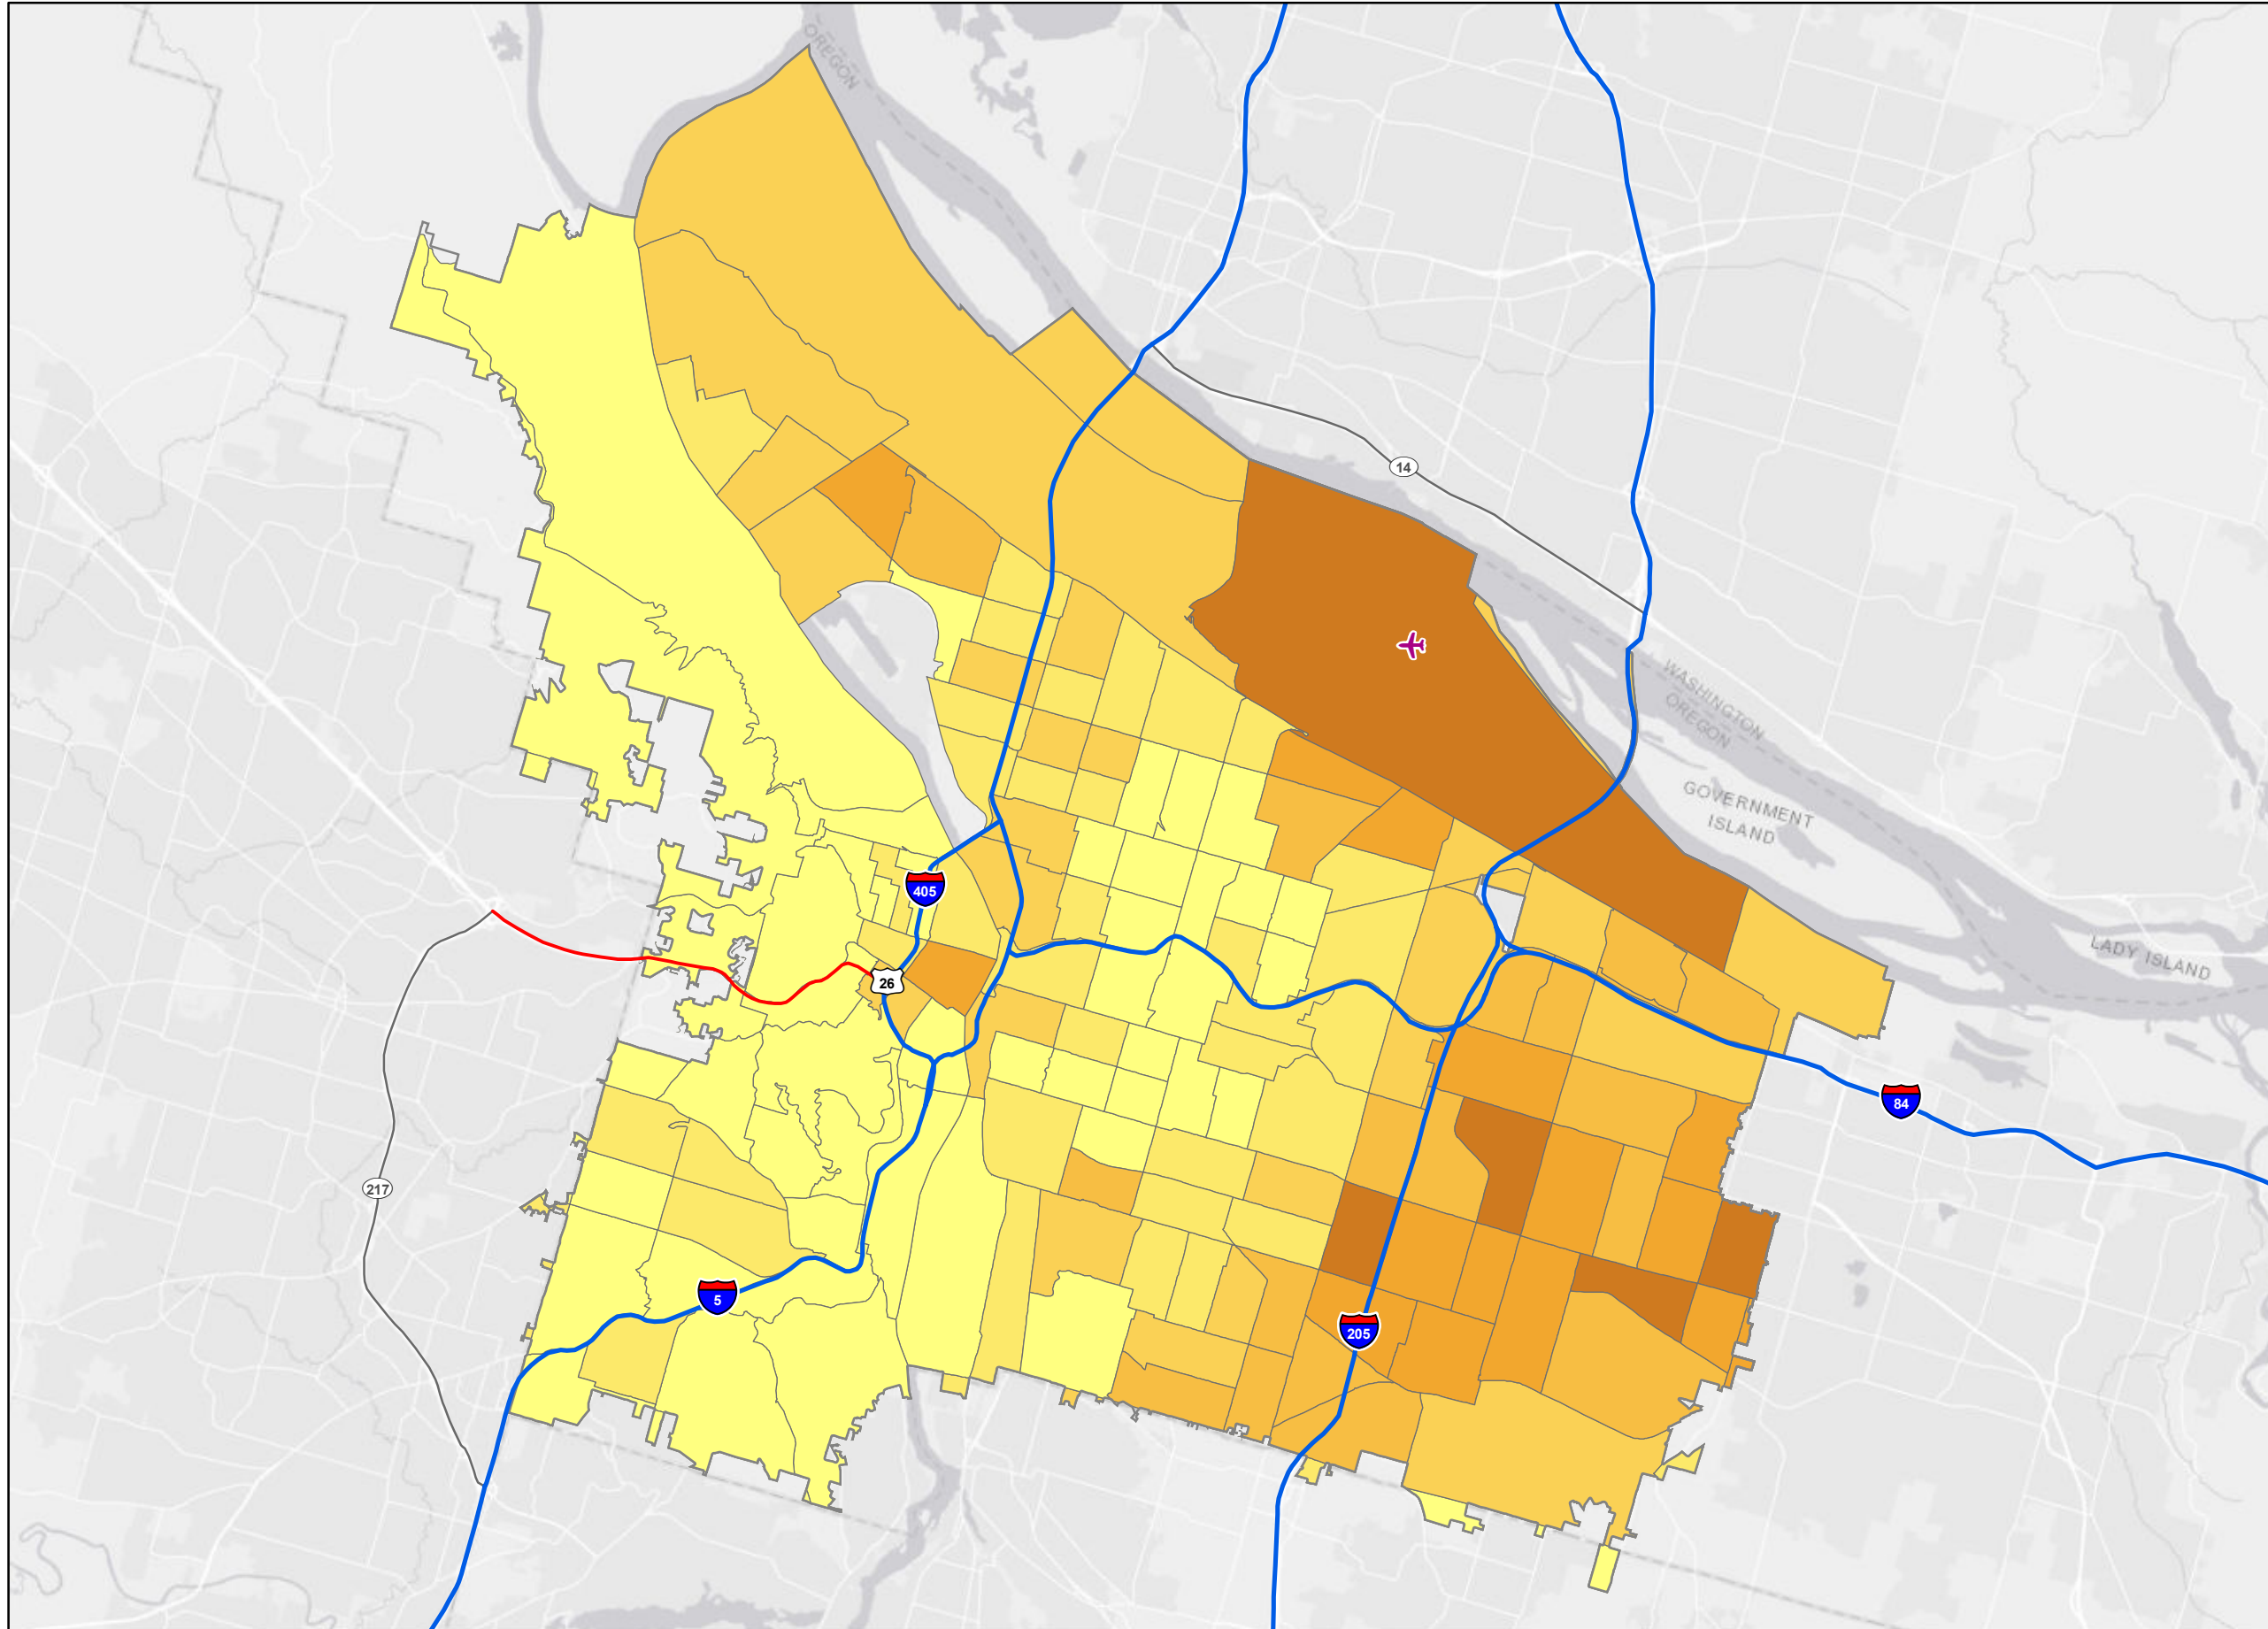 OREGON
14
WASHINGTON
OREGON
GOVERNMENT
ISLAND
405
LADY ISLAND
26
84
217
5
205